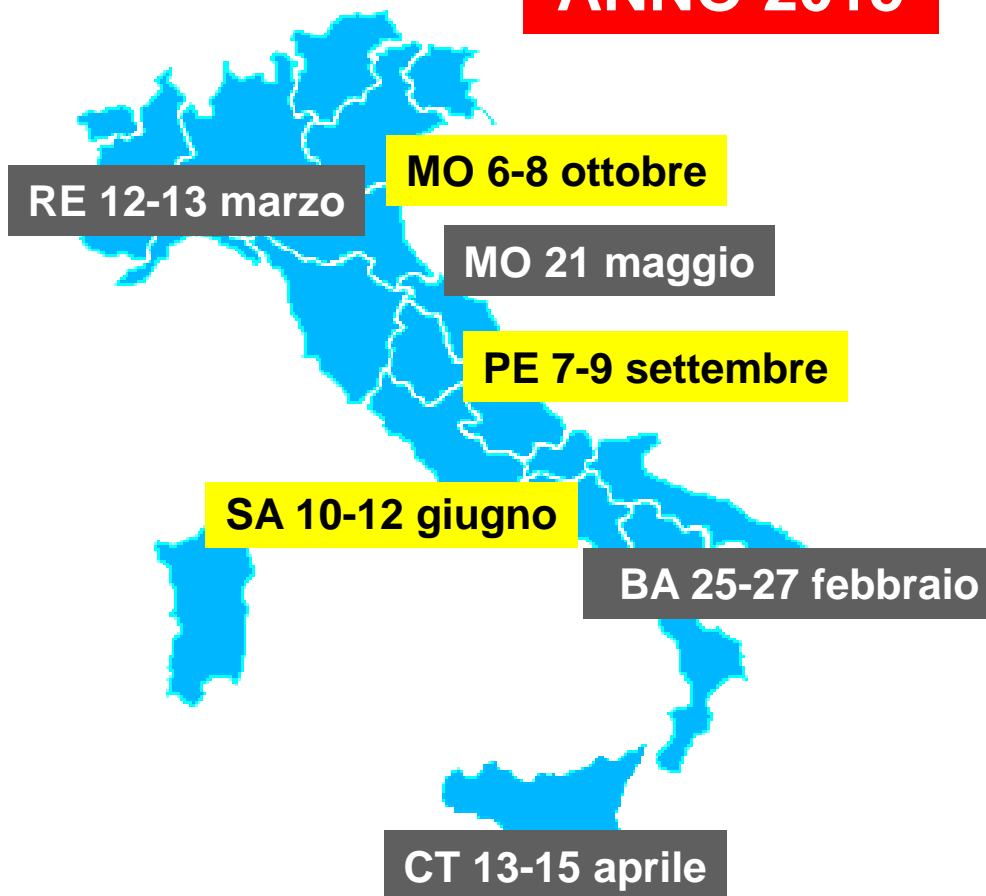 ANNO
MO 6-8 ottobre
RE 12-13 marzo
MO 21 maggio
PE 7-9 settembre
SA 10-12 giugno
BA 25-27 febbraio
CT 13-15 aprile